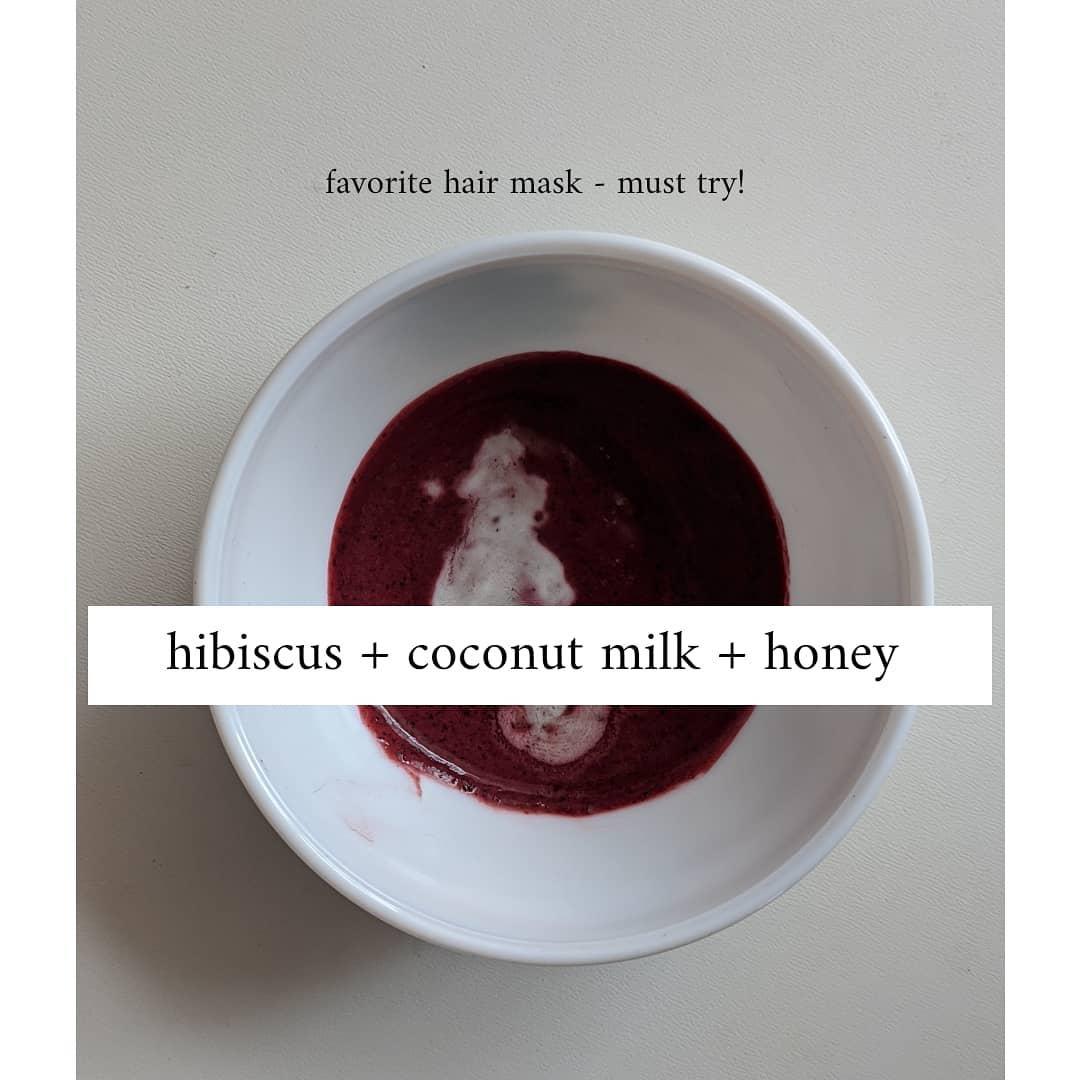 favorite hair mask - must try!
hibiscus + coconut milk + honey